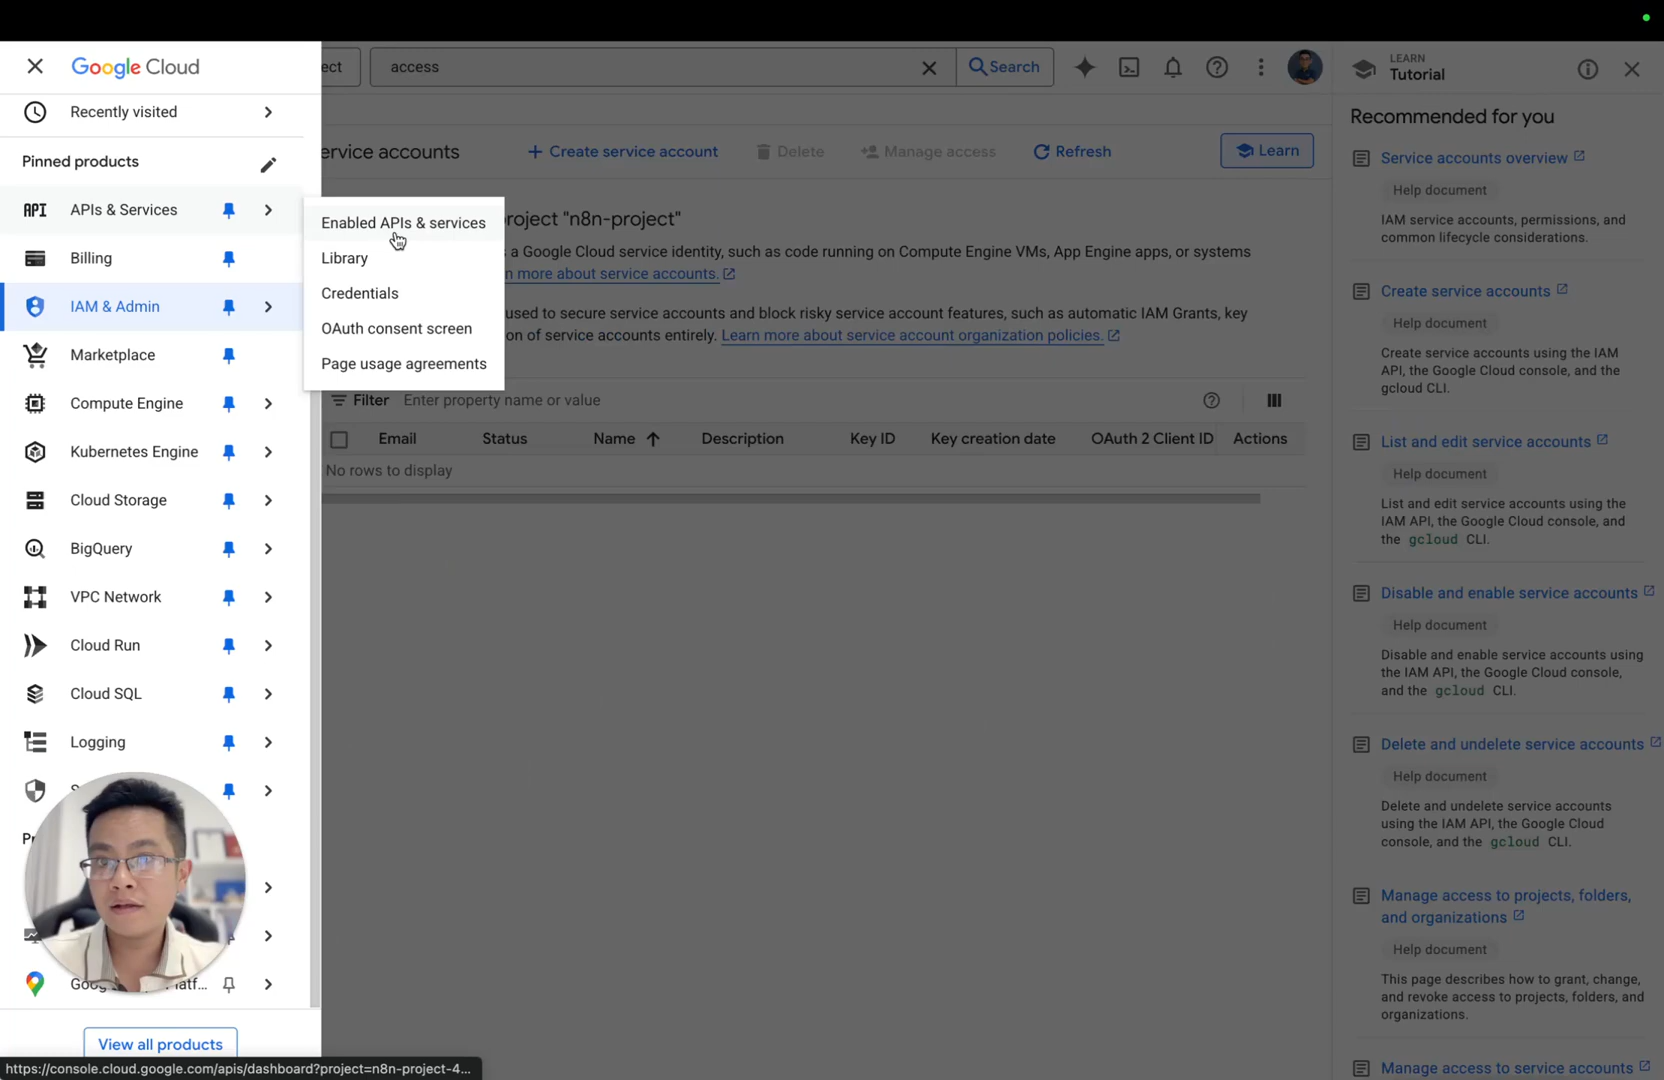 Google Cloud
ect
access
Search
LEARN
Tutorial
Recently visited
Pinned products
APIs & Services
Billing
IAM & Admin
Marketplace
Compute Engine
Kubernetes Engine
Cloud Storage
BigQuery
VPC Network
Cloud Run
Cloud SQL
Logging
View all products
https://console.cloud.google.com/apis/dashboard?project=n8n-project-4...
Enabled APIs & services
Library
Credentials
OAuth consent screen
Page usage agreements
ervice accounts
Create service account
Delete
Manage access
Refresh
Learn
roject "n8n-project"
s a Google Cloud service identity, such as code running on Compute Engine VMs, App Engine apps, or systems
n more about service accounts.
used to secure service accounts and block risky service account features, such as automatic IAM Grants, key
on of service accounts entirely. Learn more about service account organization policies.
Filter Enter property name or value
Email Status Name Description Key ID Key creation date OAuth 2 Client ID Actions
No rows to display
Recommended for you
Service accounts overview
Help document
IAM service accounts, permissions, and
common lifecycle considerations.
Create service accounts
Help document
Create service accounts using the IAM
API, the Google Cloud console, and the
gcloud CLI.
List and edit service accounts
Help document
List and edit service accounts using the
IAM API, the Google Cloud console, and
the gcloud CLI.
Disable and enable service accounts
Help document
Disable and enable service accounts using
the IAM API, the Google Cloud console,
and the gcloud CLI.
Delete and undelete service accounts
Help document
Delete and undelete service accounts
using the IAM API, the Google Cloud
console, and the gcloud CLI.
Manage access to projects, folders,
and organizations
Help document
This page describes how to grant, change,
and revoke access to projects, folders, and
organizations.
Manage access to service accounts